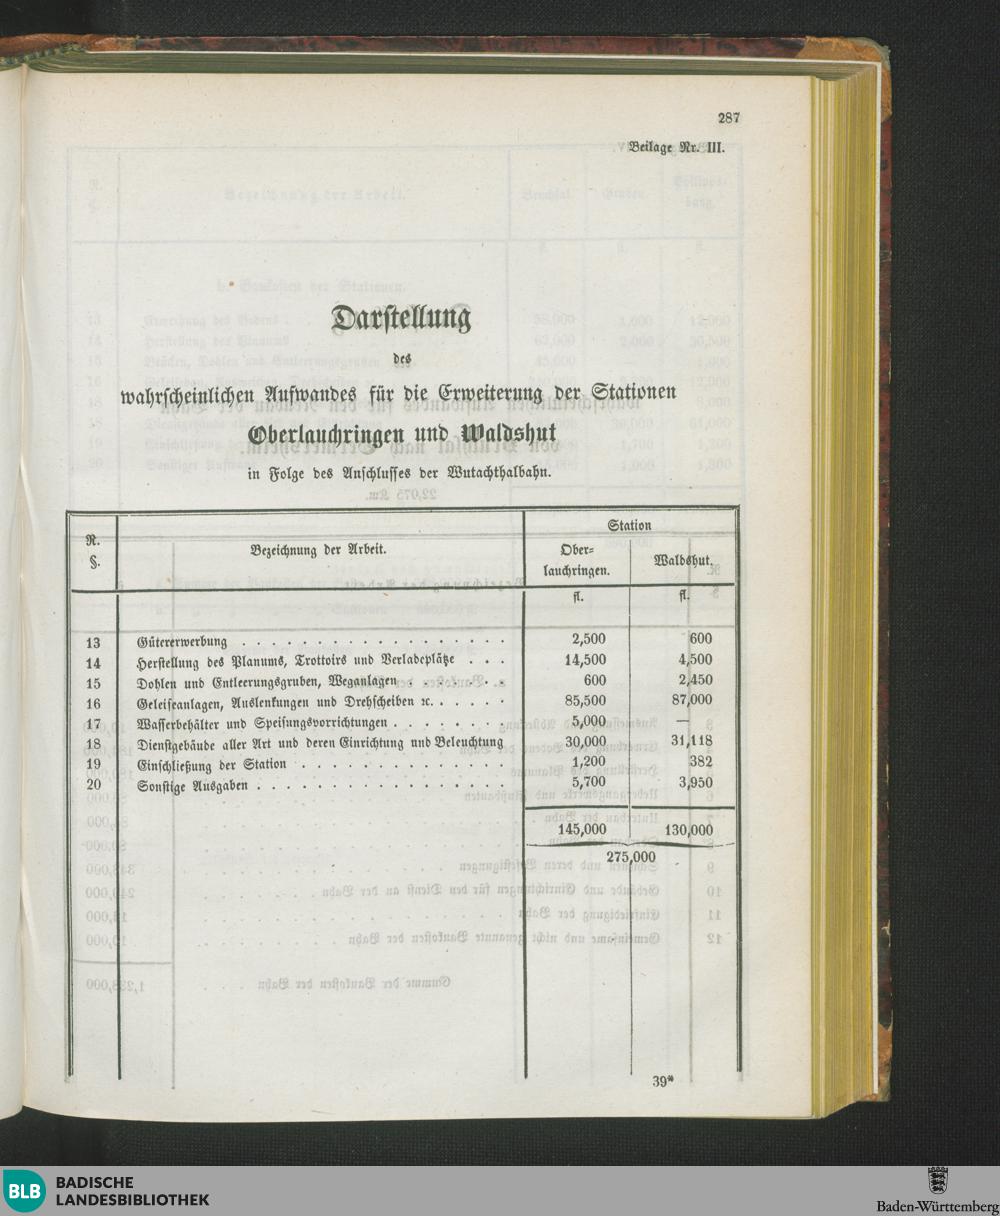 287
Beilage Nr. III.
Darstellung
des
wahrscheinlichen Aufwandes für die Erweiterung der Stationen
Oberlauchringen und Waldshut
in Folge des Anschlusses der Wutachthalbahn.
N. §. Bezeichnung der Arbeit. Station
Ober-
lauchringen. Waldshut.
fl. fl.
13 Gütererwerbung . . . . . . . . . . . . . . . . . . 2,500 600
14 Herstellung des Planums, Trottoirs und Verladeplätze . . . 14,500 4,500
15 Dohlen und Entleerungsgruben, Weganlagen . . . . . . . 600 2,450
16 Geleiseanlagen, Auslenkungen und Drehscheiben ꝛc. . . . . . 85,500 87,000
17 Wasserbehälter und Speisungsvorrichtungen . . . . . . . . 5,000 —
18 Dienstgebäude aller Art und deren Einrichtung und Beleuchtung 30,000 31,118
19 Einschließung der Station . . . . . . . . . . . . . . 1,200 382
20 Sonstige Ausgaben . . . . . . . . . . . . . . . . . 5,700 3,950
145,000 130,000
275,000
39*
BLB BADISCHE
LANDESBIBLIOTHEK
Baden-Württemberg